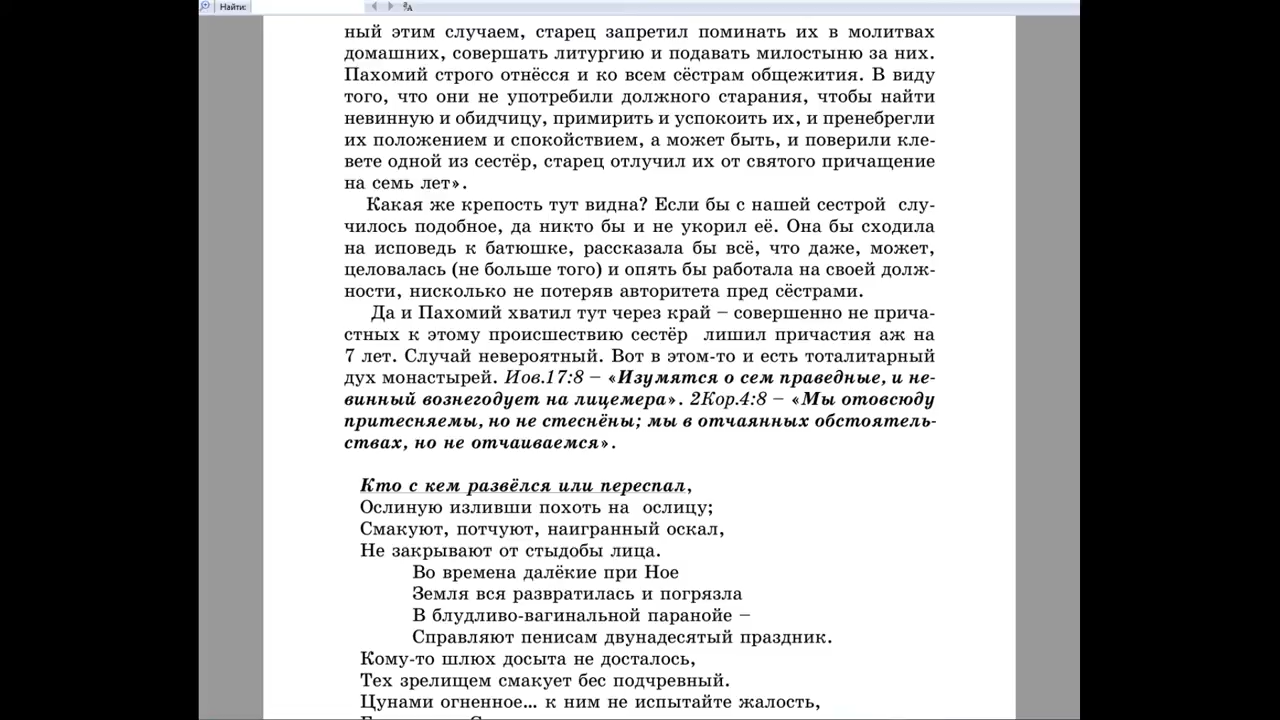 Найти:
ный этим случаем, старец запретил поминать их в молитвах
домашних, совершать литургию и подавать милостыню за них.
Пахомий строго отнёсся и ко всем сёстрам общежития. В виду
того, что они не употребили должного старания, чтобы найти
невинную и обидчицу, примирить и успокоить их, и пренебрегли
их положением и спокойствием, а может быть, и поверили кле-
вете одной из сестёр, старец отлучил их от святого причащение
на семь лет».
Какая же крепость тут видна? Если бы с нашей сестрой слу-
чилось подобное, да никто бы и не укорил её. Она бы сходила
на исповедь к батюшке, рассказала бы всё, что даже, может,
целовалась (не больше того) и опять бы работала на своей долж-
ности, нисколько не потеряв авторитета пред сёстрами.
Да и Пахомий хватил тут через край – совершенно не прича-
стных к этому происшествию сестёр лишил причастия аж на
7 лет. Случай невероятный. Вот в этом-то и есть тоталитарный
дух монастырей. Иов.17:8 – «Изумятся о сем праведные, и не-
винный вознегодует на лицемера». 2Кор.4:8 – «Мы отовсюду
притесняемы, но не стеснёны; мы в отчаянных обстоятель-
ствах, но не отчаиваемся».
Кто с кем развёлся или переспал,
Ослиную изливши похоть на ослицу;
Смакуют, потчуют, наигранный оскал,
Не закрывают от стыдобы лица.
Во времена далёкие при Ное
Земля вся развратилась и погрязла
В блудливо-вагинальной паранойе –
Справляют пенисам двунадесятый праздник.
Кому-то шлюх досыта не досталось,
Тех зрелищем смакует бес подчревный.
Цунами огненное... к ним не испытайте жалость,